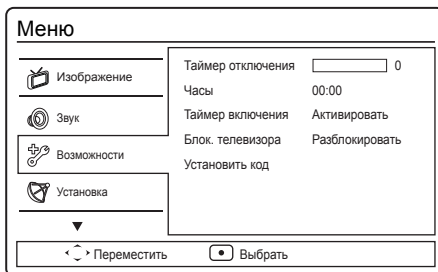 Меню
Изображение
Звук
Возможности
Установка
Таймер отключения 0
Часы 00:00
Таймер включения Активировать
Блок. телевизора Разблокировать
Установить код
Переместить Выбрать